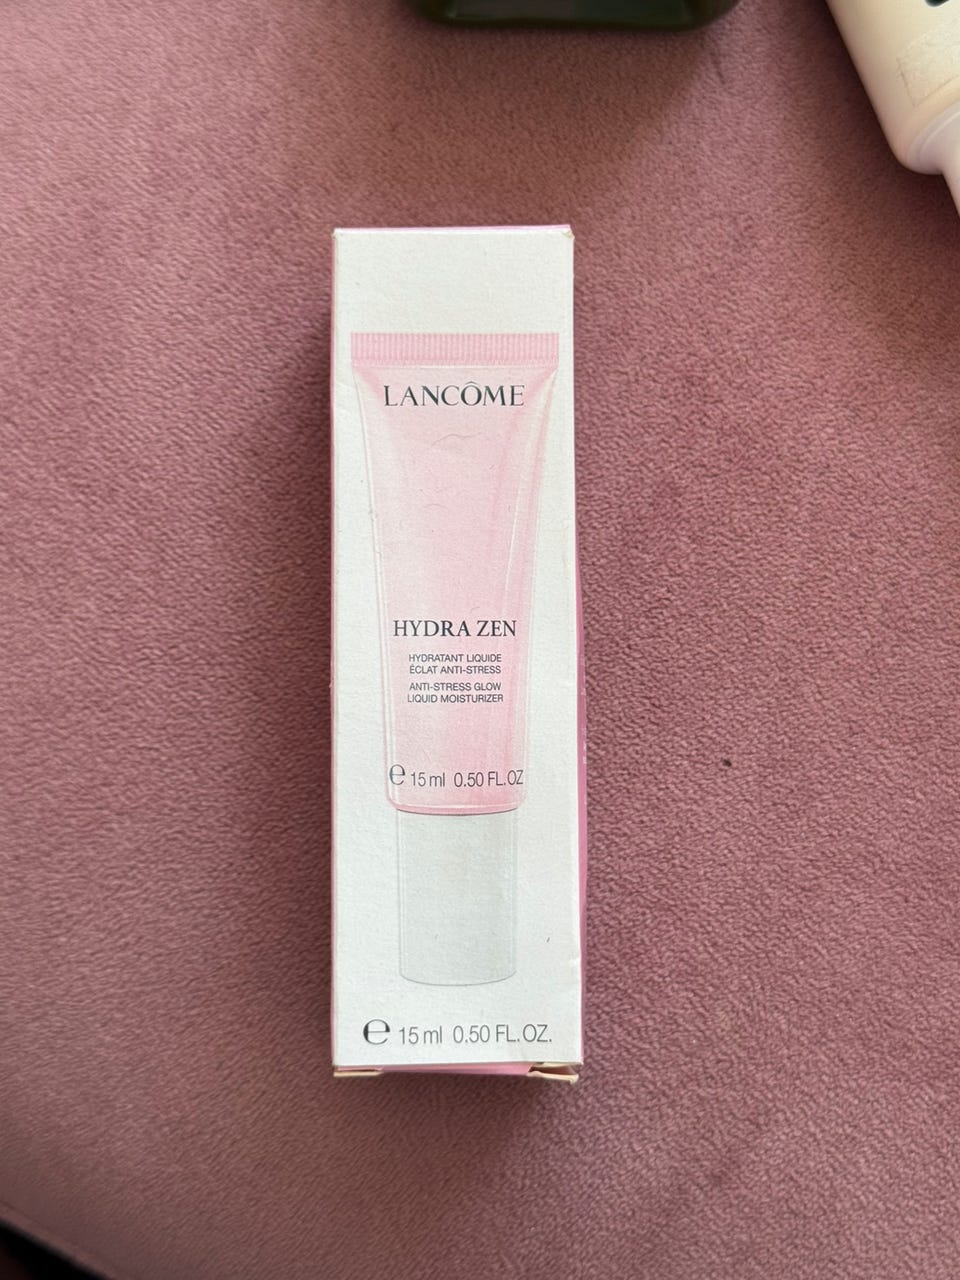 LANCÔME
HYDRA ZEN
HYDRATANT LIQUIDE
ÉCLAT ANTI-STRESS
ANTI-STRESS GLOW
LIQUID MOISTURIZER
℮ 15 ml 0.50 FL.OZ
℮ 15 ml 0.50 FL.OZ.